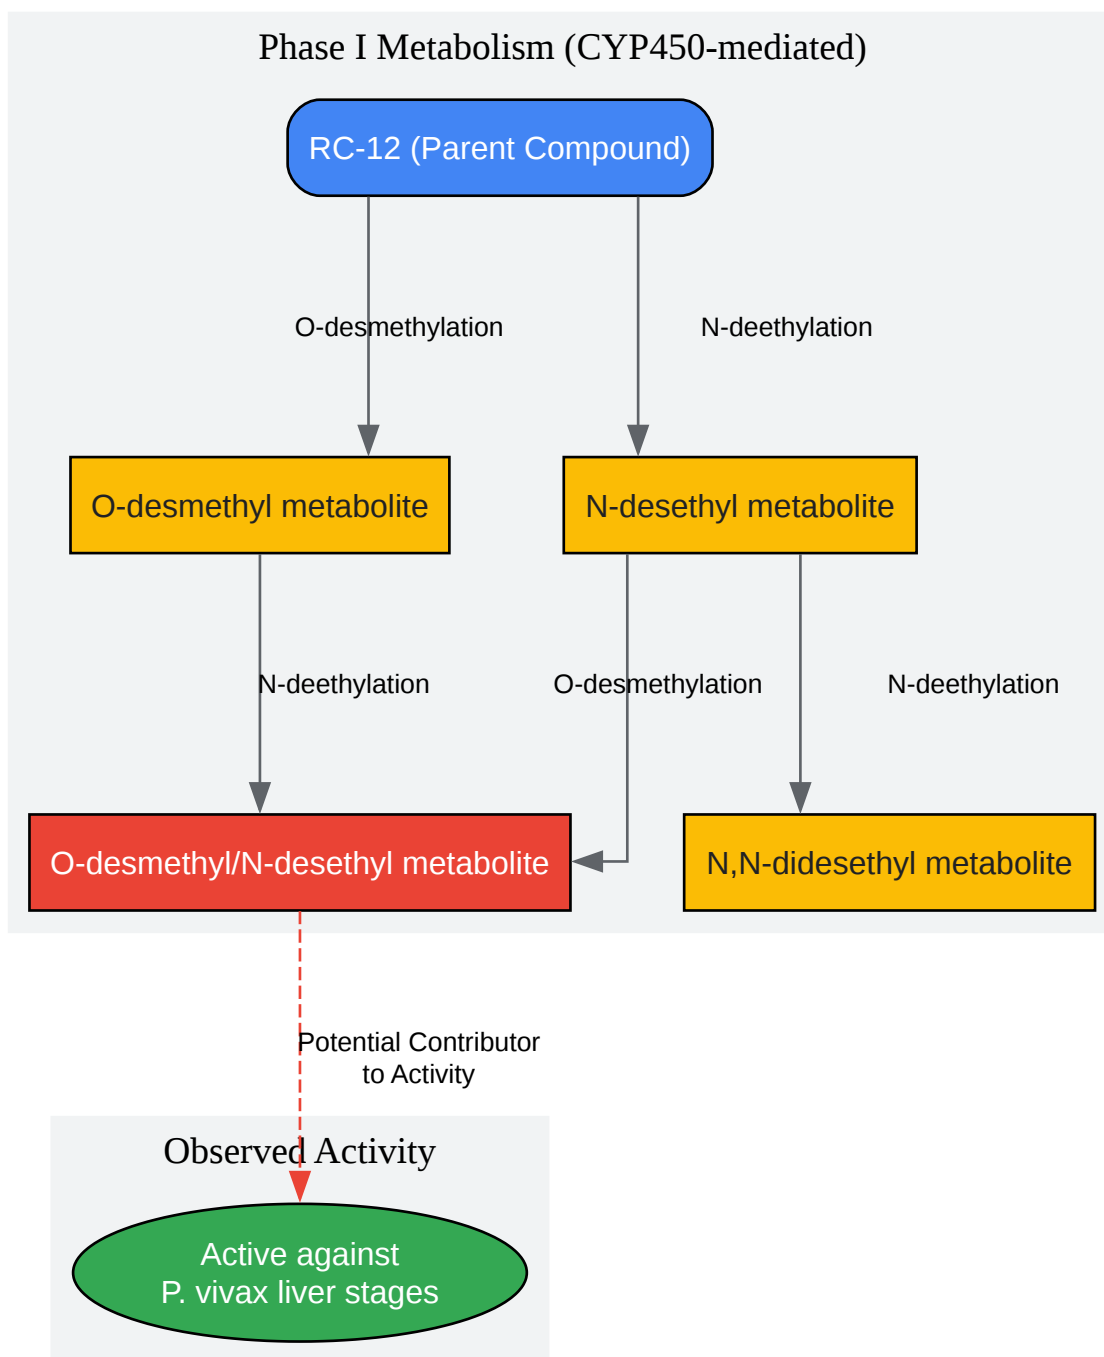 Phase I Metabolism (CYP450-mediated)
RC-12 (Parent Compound)
O-desmethylation
N-deethylation
O-desmethyl metabolite
N-desethyl metabolite
N-deethylation
O-desmethylation
N-deethylation
O-desmethyl/N-desethyl metabolite
N,N-didesethyl metabolite
Potential Contributor
to Activity
Observed Activity
Active against
P. vivax liver stages